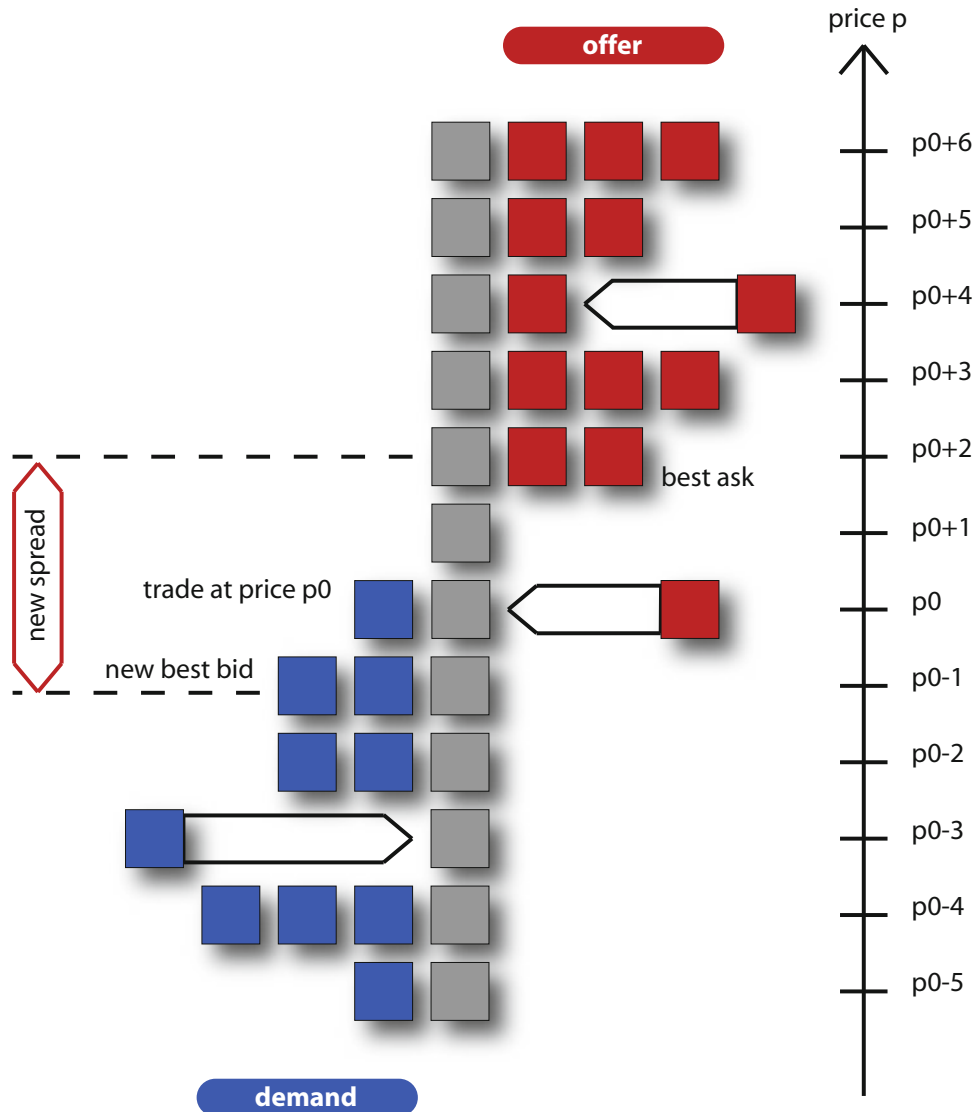 price p
offer
p0+6
p0+5
p0+4
p0+3
p0+2
best ask
p0+1
new spread
trade at price p0
p0
new best bid
p0-1
p0-2
p0-3
p0-4
p0-5
demand